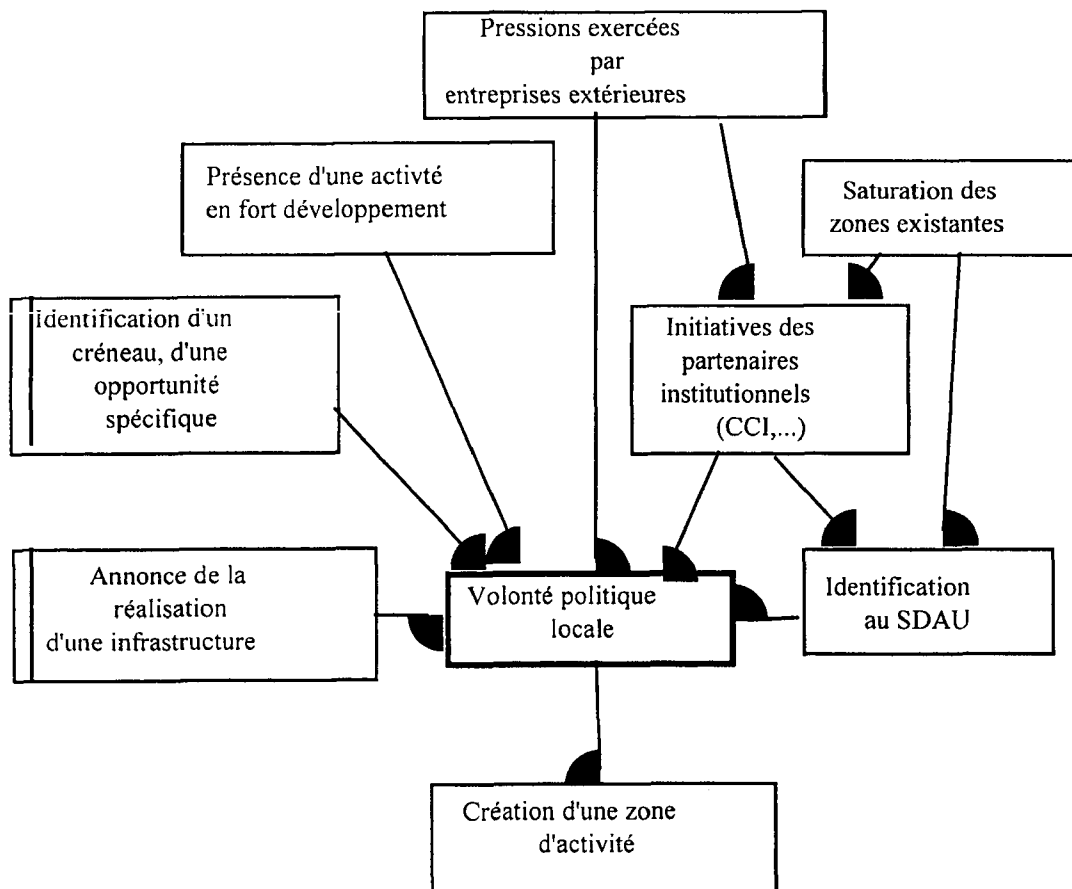 Pressions exercées
par
entreprises extérieures
Présence d'une activté
en fort développement
Saturation des
zones existantes
Identification d'un
créneau, d'une
opportunité
spécifique
Initiatives des
partenaires
institutionnels
(CCI,...)
Annonce de la
réalisation
d'une infrastructure
Volonté politique
locale
Identification
au SDAU
Création d'une zone
d'activité